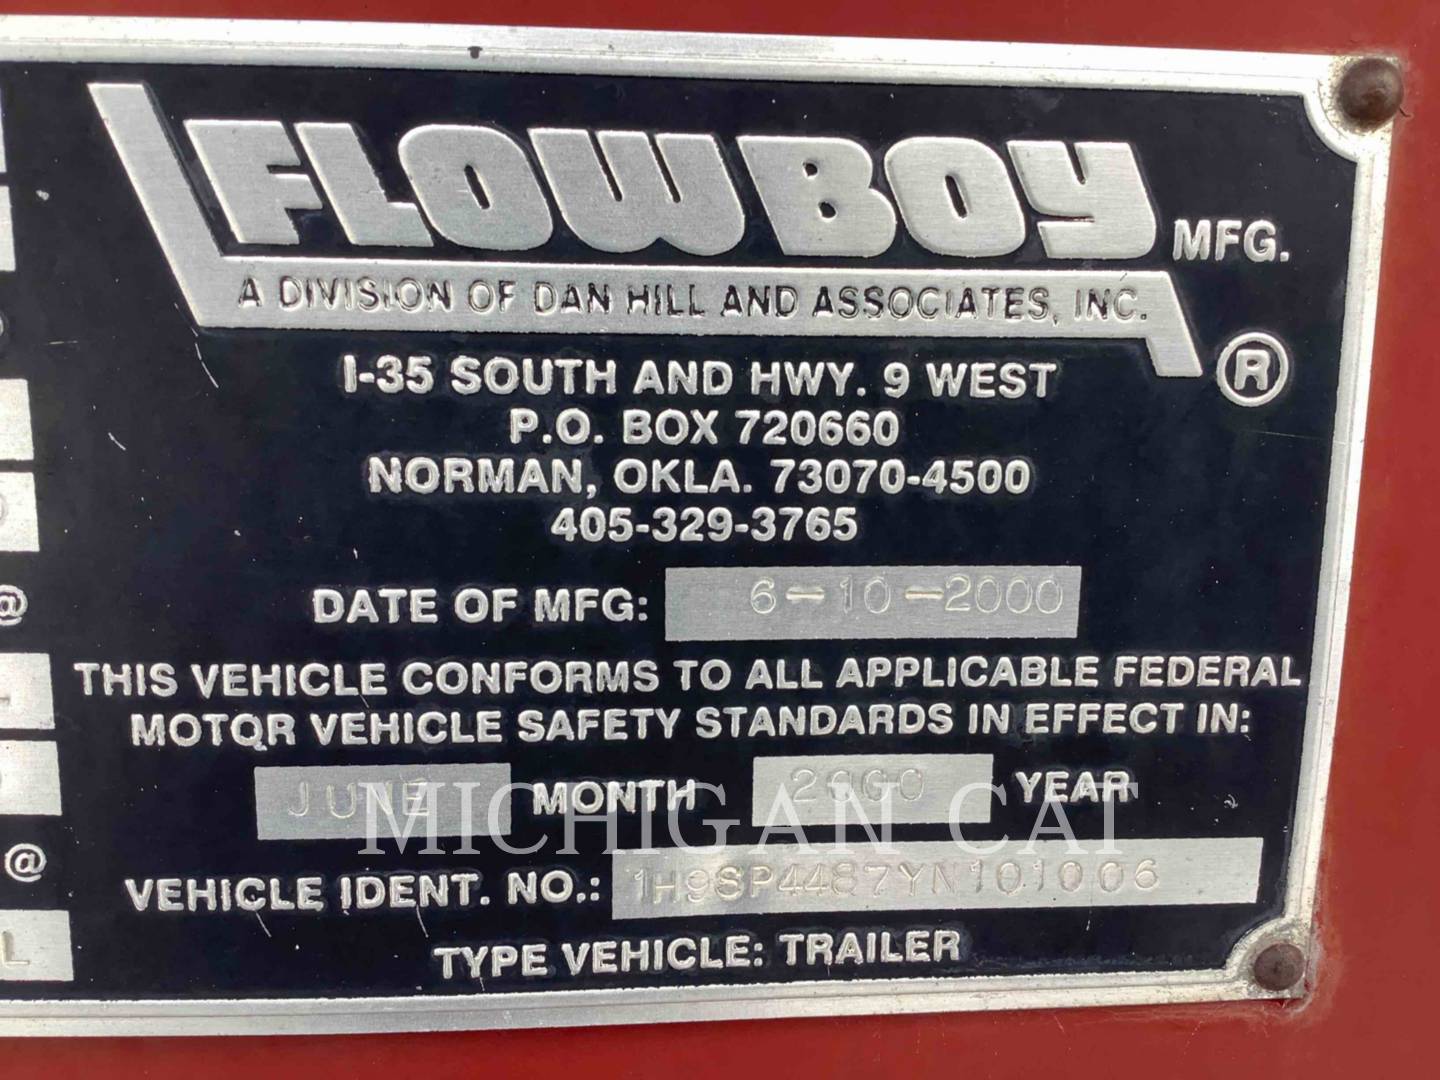 FLOWBOY MFG.
A DIVISION OF DAN HILL AND ASSOCIATES, INC.
®
I-35 SOUTH AND HWY. 9 WEST
P.O. BOX 720660
NORMAN, OKLA. 73070-4500
405-329-3765
DATE OF MFG: 6-10-2000
@
THIS VEHICLE CONFORMS TO ALL APPLICABLE FEDERAL
MOTOR VEHICLE SAFETY STANDARDS IN EFFECT IN:
JUNE MONTH 2000 YEAR
MICHIGAN CAT
@
VEHICLE IDENT. NO.: 1H9SP4487YN101006
L
TYPE VEHICLE: TRAILER